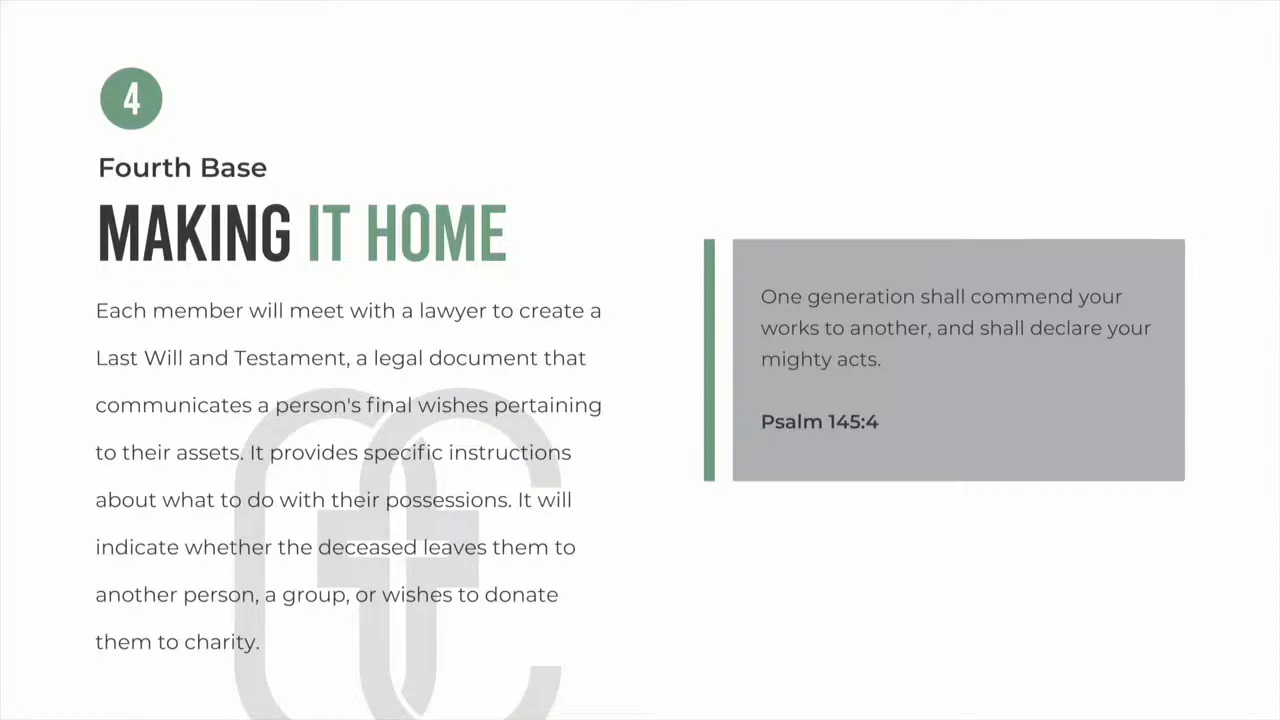 4
Fourth Base
MAKING IT HOME
Each member will meet with a lawyer to create a
Last Will and Testament, a legal document that
communicates a person's final wishes pertaining
to their assets. It provides specific instructions
about what to do with their possessions. It will
indicate whether the deceased leaves them to
another person, a group, or wishes to donate
them to charity.
One generation shall commend your
works to another, and shall declare your
mighty acts.
Psalm 145:4